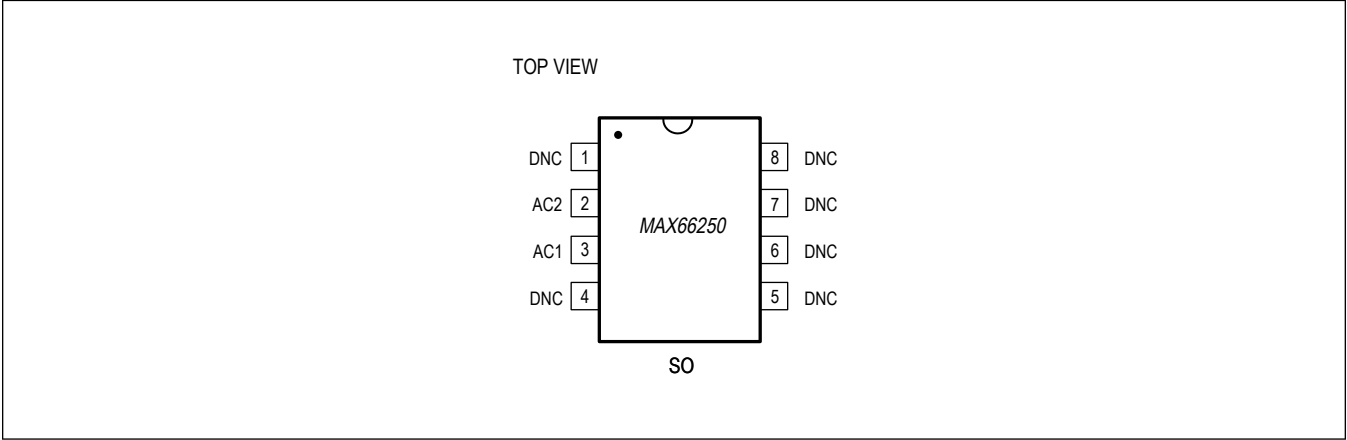 TOP VIEW
DNC 1 8 DNC
AC2 2 7 DNC
MAX66250
AC1 3 6 DNC
DNC 4 5 DNC
SO